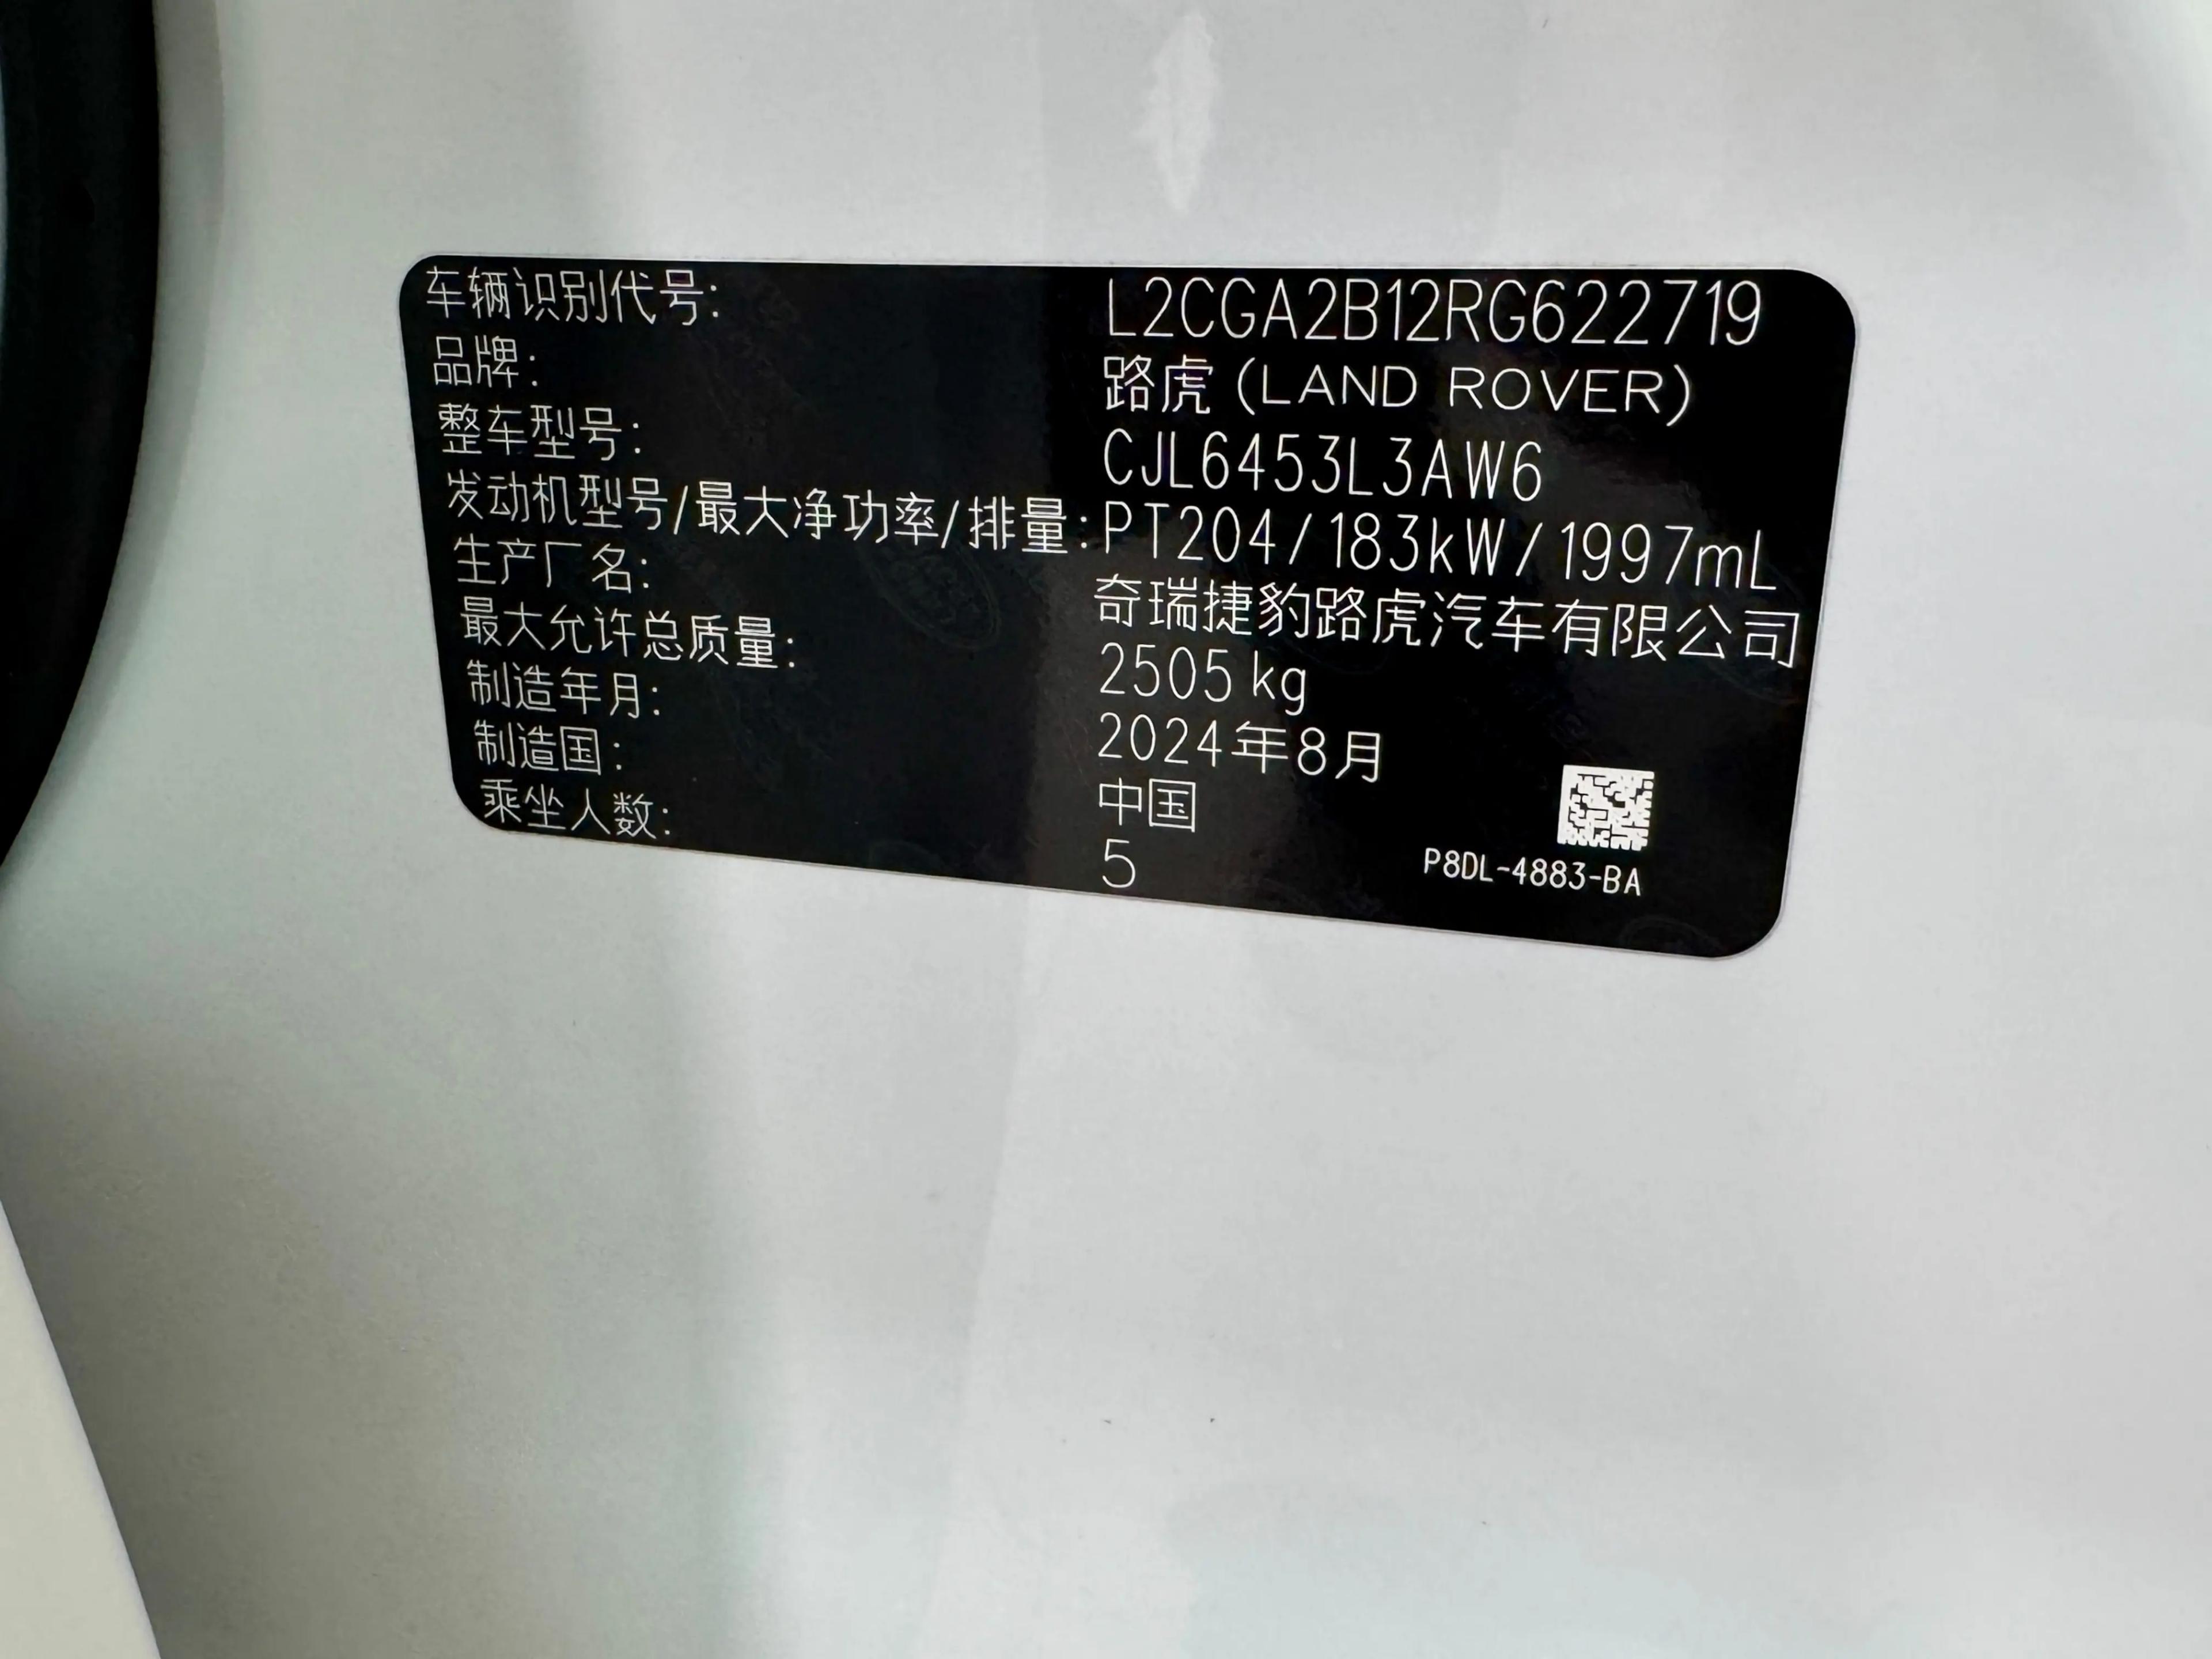 车辆识别代号: L2CGA2B12RG622719
品牌: 路虎 (LAND ROVER)
整车型号: CJL6453L3AW6
发动机型号/最大净功率/排量: PT204/183kW/1997mL
生产厂名: 奇瑞捷豹路虎汽车有限公司
最大允许总质量: 2505kg
制造年月: 2024年8月
制造国: 中国
乘坐人数: 5
P8DL-4883-BA